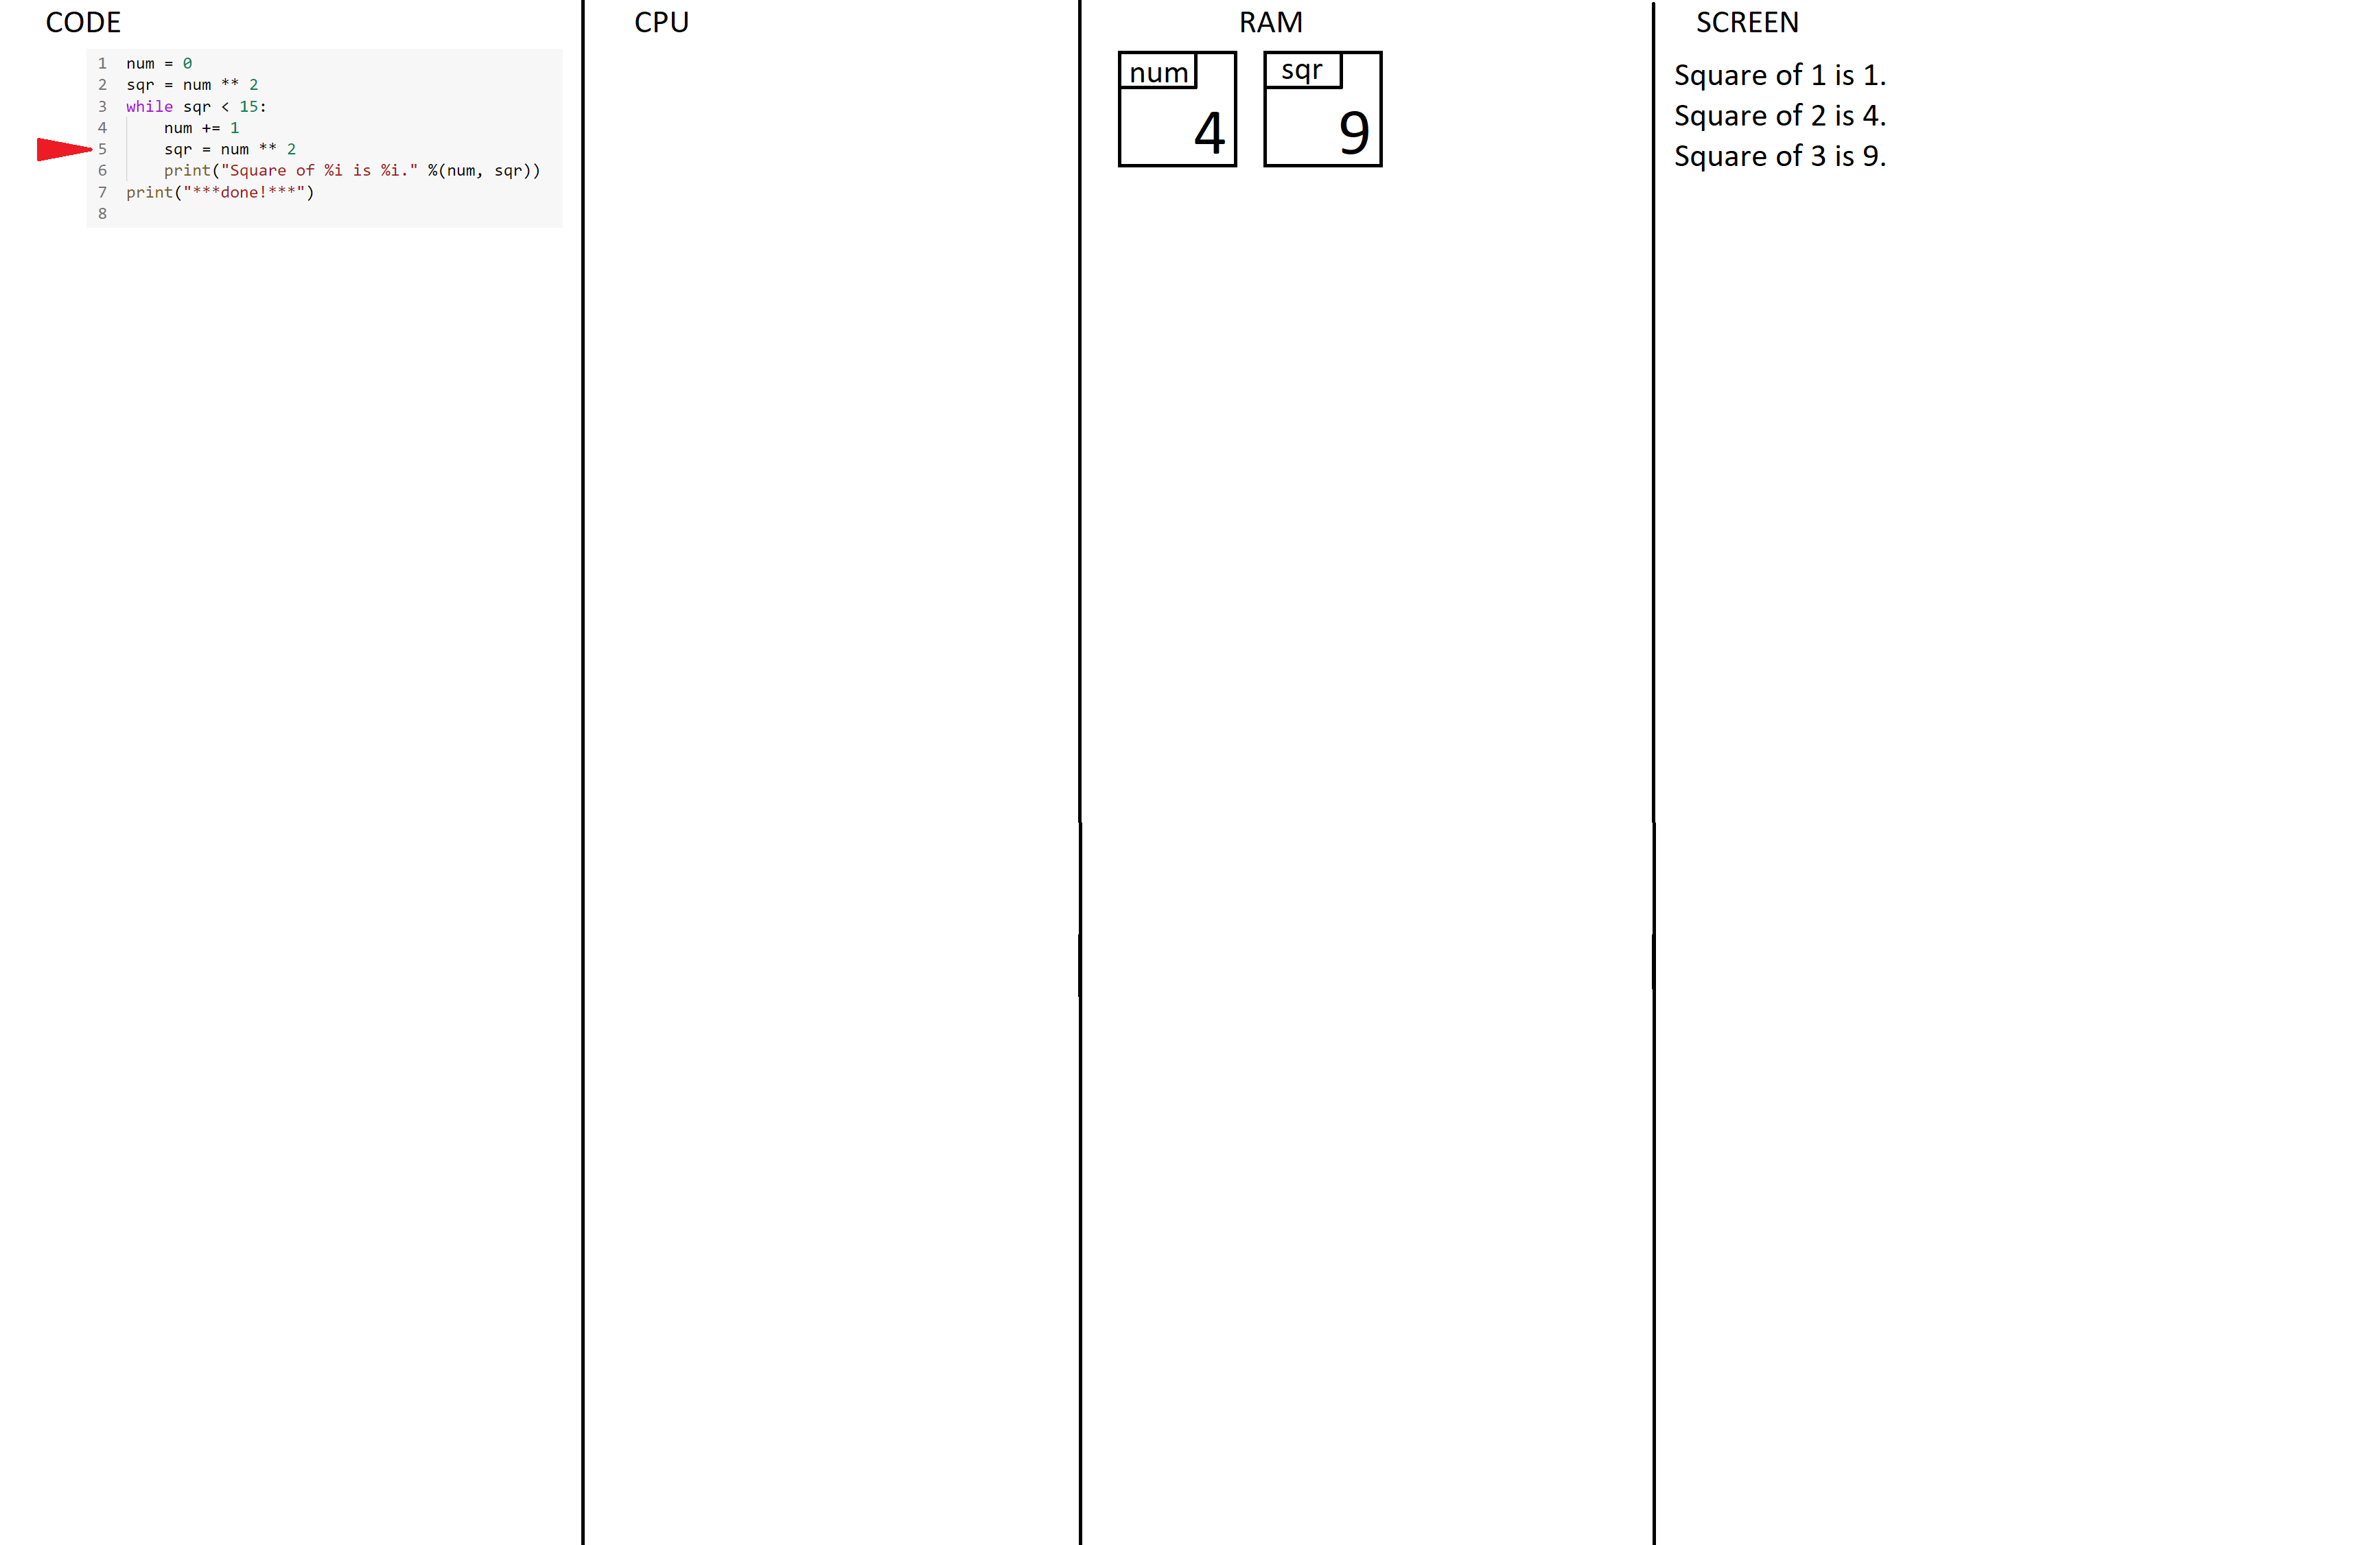 CODE
1 num = 0
2 sqr = num ** 2
3 while sqr < 15:
4 num += 1
5 sqr = num ** 2
6 print("Square of %i is %i." %(num, sqr))
7 print("***done!***")
8
CPU
RAM
num
4
sqr
9
SCREEN
Square of 1 is 1.
Square of 2 is 4.
Square of 3 is 9.